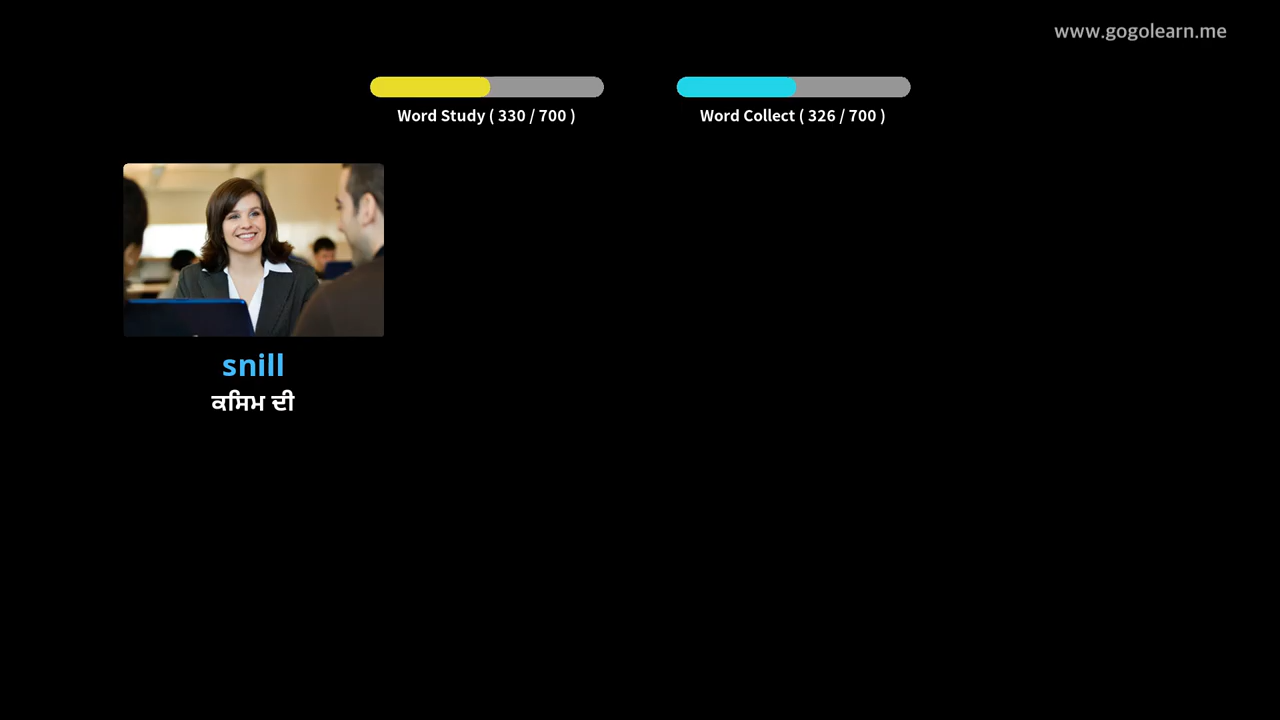 www.gogolearn.me
Word Study ( 330 / 700 )
Word Collect ( 326 / 700 )
snill
ਕਸਿਮ ਦੀ